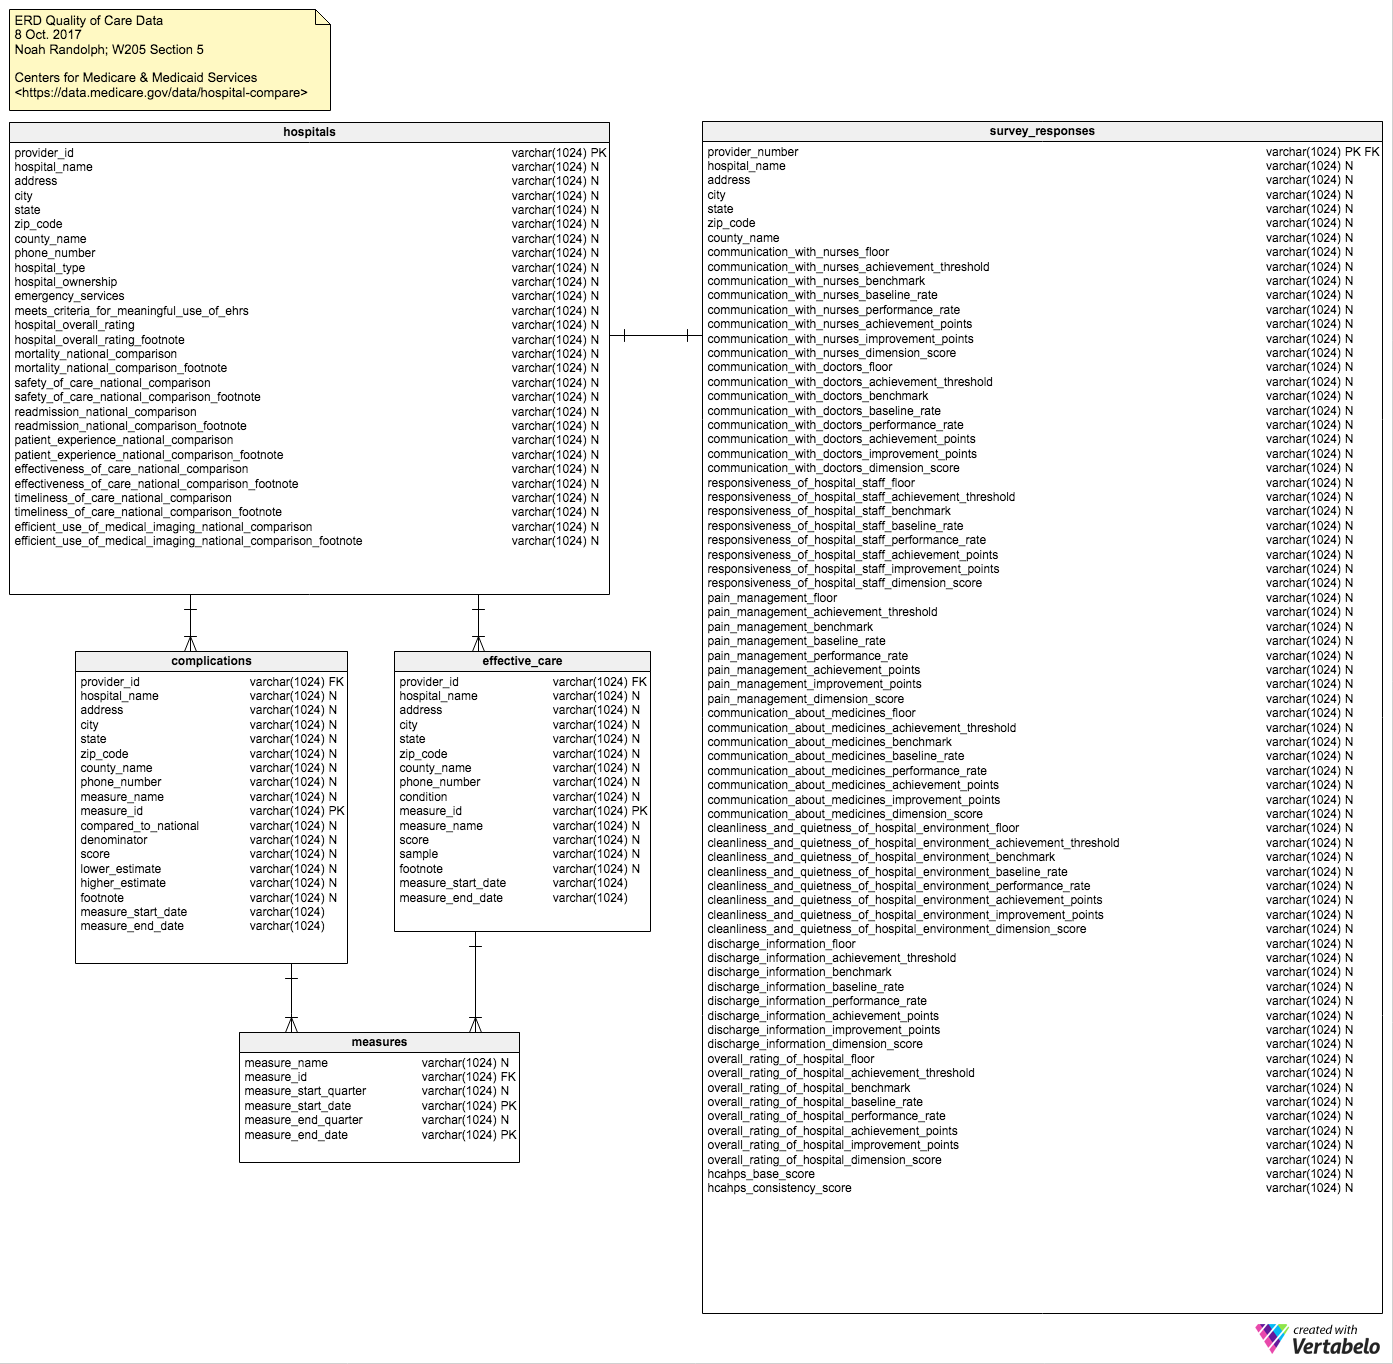 ERD Quality of Care Data
8 Oct. 2017
Noah Randolph; W205 Section 5
Centers for Medicare & Medicaid Services
<https://data.medicare.gov/data/hospital-compare>
hospitals
provider_id varchar(1024) PK
hospital_name varchar(1024) N
address varchar(1024) N
city varchar(1024) N
state varchar(1024) N
zip_code varchar(1024) N
county_name varchar(1024) N
phone_number varchar(1024) N
hospital_type varchar(1024) N
hospital_ownership varchar(1024) N
emergency_services varchar(1024) N
meets_criteria_for_meaningful_use_of_ehrs varchar(1024) N
hospital_overall_rating varchar(1024) N
hospital_overall_rating_footnote varchar(1024) N
mortality_national_comparison varchar(1024) N
mortality_national_comparison_footnote varchar(1024) N
safety_of_care_national_comparison varchar(1024) N
safety_of_care_national_comparison_footnote varchar(1024) N
readmission_national_comparison varchar(1024) N
readmission_national_comparison_footnote varchar(1024) N
patient_experience_national_comparison varchar(1024) N
patient_experience_national_comparison_footnote varchar(1024) N
effectiveness_of_care_national_comparison varchar(1024) N
effectiveness_of_care_national_comparison_footnote varchar(1024) N
timeliness_of_care_national_comparison varchar(1024) N
timeliness_of_care_national_comparison_footnote varchar(1024) N
efficient_use_of_medical_imaging_national_comparison varchar(1024) N
efficient_use_of_medical_imaging_national_comparison_footnote varchar(1024) N
survey_responses
provider_number varchar(1024) PK FK
hospital_name varchar(1024) N
address varchar(1024) N
city varchar(1024) N
state varchar(1024) N
zip_code varchar(1024) N
county_name varchar(1024) N
communication_with_nurses_floor varchar(1024) N
communication_with_nurses_achievement_threshold varchar(1024) N
communication_with_nurses_benchmark varchar(1024) N
communication_with_nurses_baseline_rate varchar(1024) N
communication_with_nurses_performance_rate varchar(1024) N
communication_with_nurses_achievement_points varchar(1024) N
communication_with_nurses_improvement_points varchar(1024) N
communication_with_nurses_dimension_score varchar(1024) N
communication_with_doctors_floor varchar(1024) N
communication_with_doctors_achievement_threshold varchar(1024) N
communication_with_doctors_benchmark varchar(1024) N
communication_with_doctors_baseline_rate varchar(1024) N
communication_with_doctors_performance_rate varchar(1024) N
communication_with_doctors_achievement_points varchar(1024) N
communication_with_doctors_improvement_points varchar(1024) N
communication_with_doctors_dimension_score varchar(1024) N
responsiveness_of_hospital_staff_floor varchar(1024) N
responsiveness_of_hospital_staff_achievement_threshold varchar(1024) N
responsiveness_of_hospital_staff_benchmark varchar(1024) N
responsiveness_of_hospital_staff_baseline_rate varchar(1024) N
responsiveness_of_hospital_staff_performance_rate varchar(1024) N
responsiveness_of_hospital_staff_achievement_points varchar(1024) N
responsiveness_of_hospital_staff_improvement_points varchar(1024) N
responsiveness_of_hospital_staff_dimension_score varchar(1024) N
pain_management_floor varchar(1024) N
pain_management_achievement_threshold varchar(1024) N
pain_management_benchmark varchar(1024) N
pain_management_baseline_rate varchar(1024) N
pain_management_performance_rate varchar(1024) N
pain_management_achievement_points varchar(1024) N
pain_management_improvement_points varchar(1024) N
pain_management_dimension_score varchar(1024) N
communication_about_medicines_floor varchar(1024) N
communication_about_medicines_achievement_threshold varchar(1024) N
communication_about_medicines_benchmark varchar(1024) N
communication_about_medicines_baseline_rate varchar(1024) N
communication_about_medicines_performance_rate varchar(1024) N
communication_about_medicines_achievement_points varchar(1024) N
communication_about_medicines_improvement_points varchar(1024) N
communication_about_medicines_dimension_score varchar(1024) N
cleanliness_and_quietness_of_hospital_environment_floor varchar(1024) N
cleanliness_and_quietness_of_hospital_environment_achievement_threshold varchar(1024) N
cleanliness_and_quietness_of_hospital_environment_benchmark varchar(1024) N
cleanliness_and_quietness_of_hospital_environment_baseline_rate varchar(1024) N
cleanliness_and_quietness_of_hospital_environment_performance_rate varchar(1024) N
cleanliness_and_quietness_of_hospital_environment_achievement_points varchar(1024) N
cleanliness_and_quietness_of_hospital_environment_improvement_points varchar(1024) N
cleanliness_and_quietness_of_hospital_environment_dimension_score varchar(1024) N
discharge_information_floor varchar(1024) N
discharge_information_achievement_threshold varchar(1024) N
discharge_information_benchmark varchar(1024) N
discharge_information_baseline_rate varchar(1024) N
discharge_information_performance_rate varchar(1024) N
discharge_information_achievement_points varchar(1024) N
discharge_information_improvement_points varchar(1024) N
discharge_information_dimension_score varchar(1024) N
overall_rating_of_hospital_floor varchar(1024) N
overall_rating_of_hospital_achievement_threshold varchar(1024) N
overall_rating_of_hospital_benchmark varchar(1024) N
overall_rating_of_hospital_baseline_rate varchar(1024) N
overall_rating_of_hospital_performance_rate varchar(1024) N
overall_rating_of_hospital_achievement_points varchar(1024) N
overall_rating_of_hospital_improvement_points varchar(1024) N
overall_rating_of_hospital_dimension_score varchar(1024) N
hcahps_base_score varchar(1024) N
hcahps_consistency_score varchar(1024) N
complications
provider_id varchar(1024) FK
hospital_name varchar(1024) N
address varchar(1024) N
city varchar(1024) N
state varchar(1024) N
zip_code varchar(1024) N
county_name varchar(1024) N
phone_number varchar(1024) N
measure_name varchar(1024) N
measure_id varchar(1024) PK
compared_to_national varchar(1024) N
denominator varchar(1024) N
score varchar(1024) N
lower_estimate varchar(1024) N
higher_estimate varchar(1024) N
footnote varchar(1024) N
measure_start_date varchar(1024)
measure_end_date varchar(1024)
effective_care
provider_id varchar(1024) FK
hospital_name varchar(1024) N
address varchar(1024) N
city varchar(1024) N
state varchar(1024) N
zip_code varchar(1024) N
county_name varchar(1024) N
phone_number varchar(1024) N
condition varchar(1024) N
measure_id varchar(1024) PK
measure_name varchar(1024) N
score varchar(1024) N
sample varchar(1024) N
footnote varchar(1024) N
measure_start_date varchar(1024)
measure_end_date varchar(1024)
measures
measure_name varchar(1024) N
measure_id varchar(1024) FK
measure_start_quarter varchar(1024) N
measure_start_date varchar(1024) PK
measure_end_quarter varchar(1024) N
measure_end_date varchar(1024) PK
created with
Vertabelo